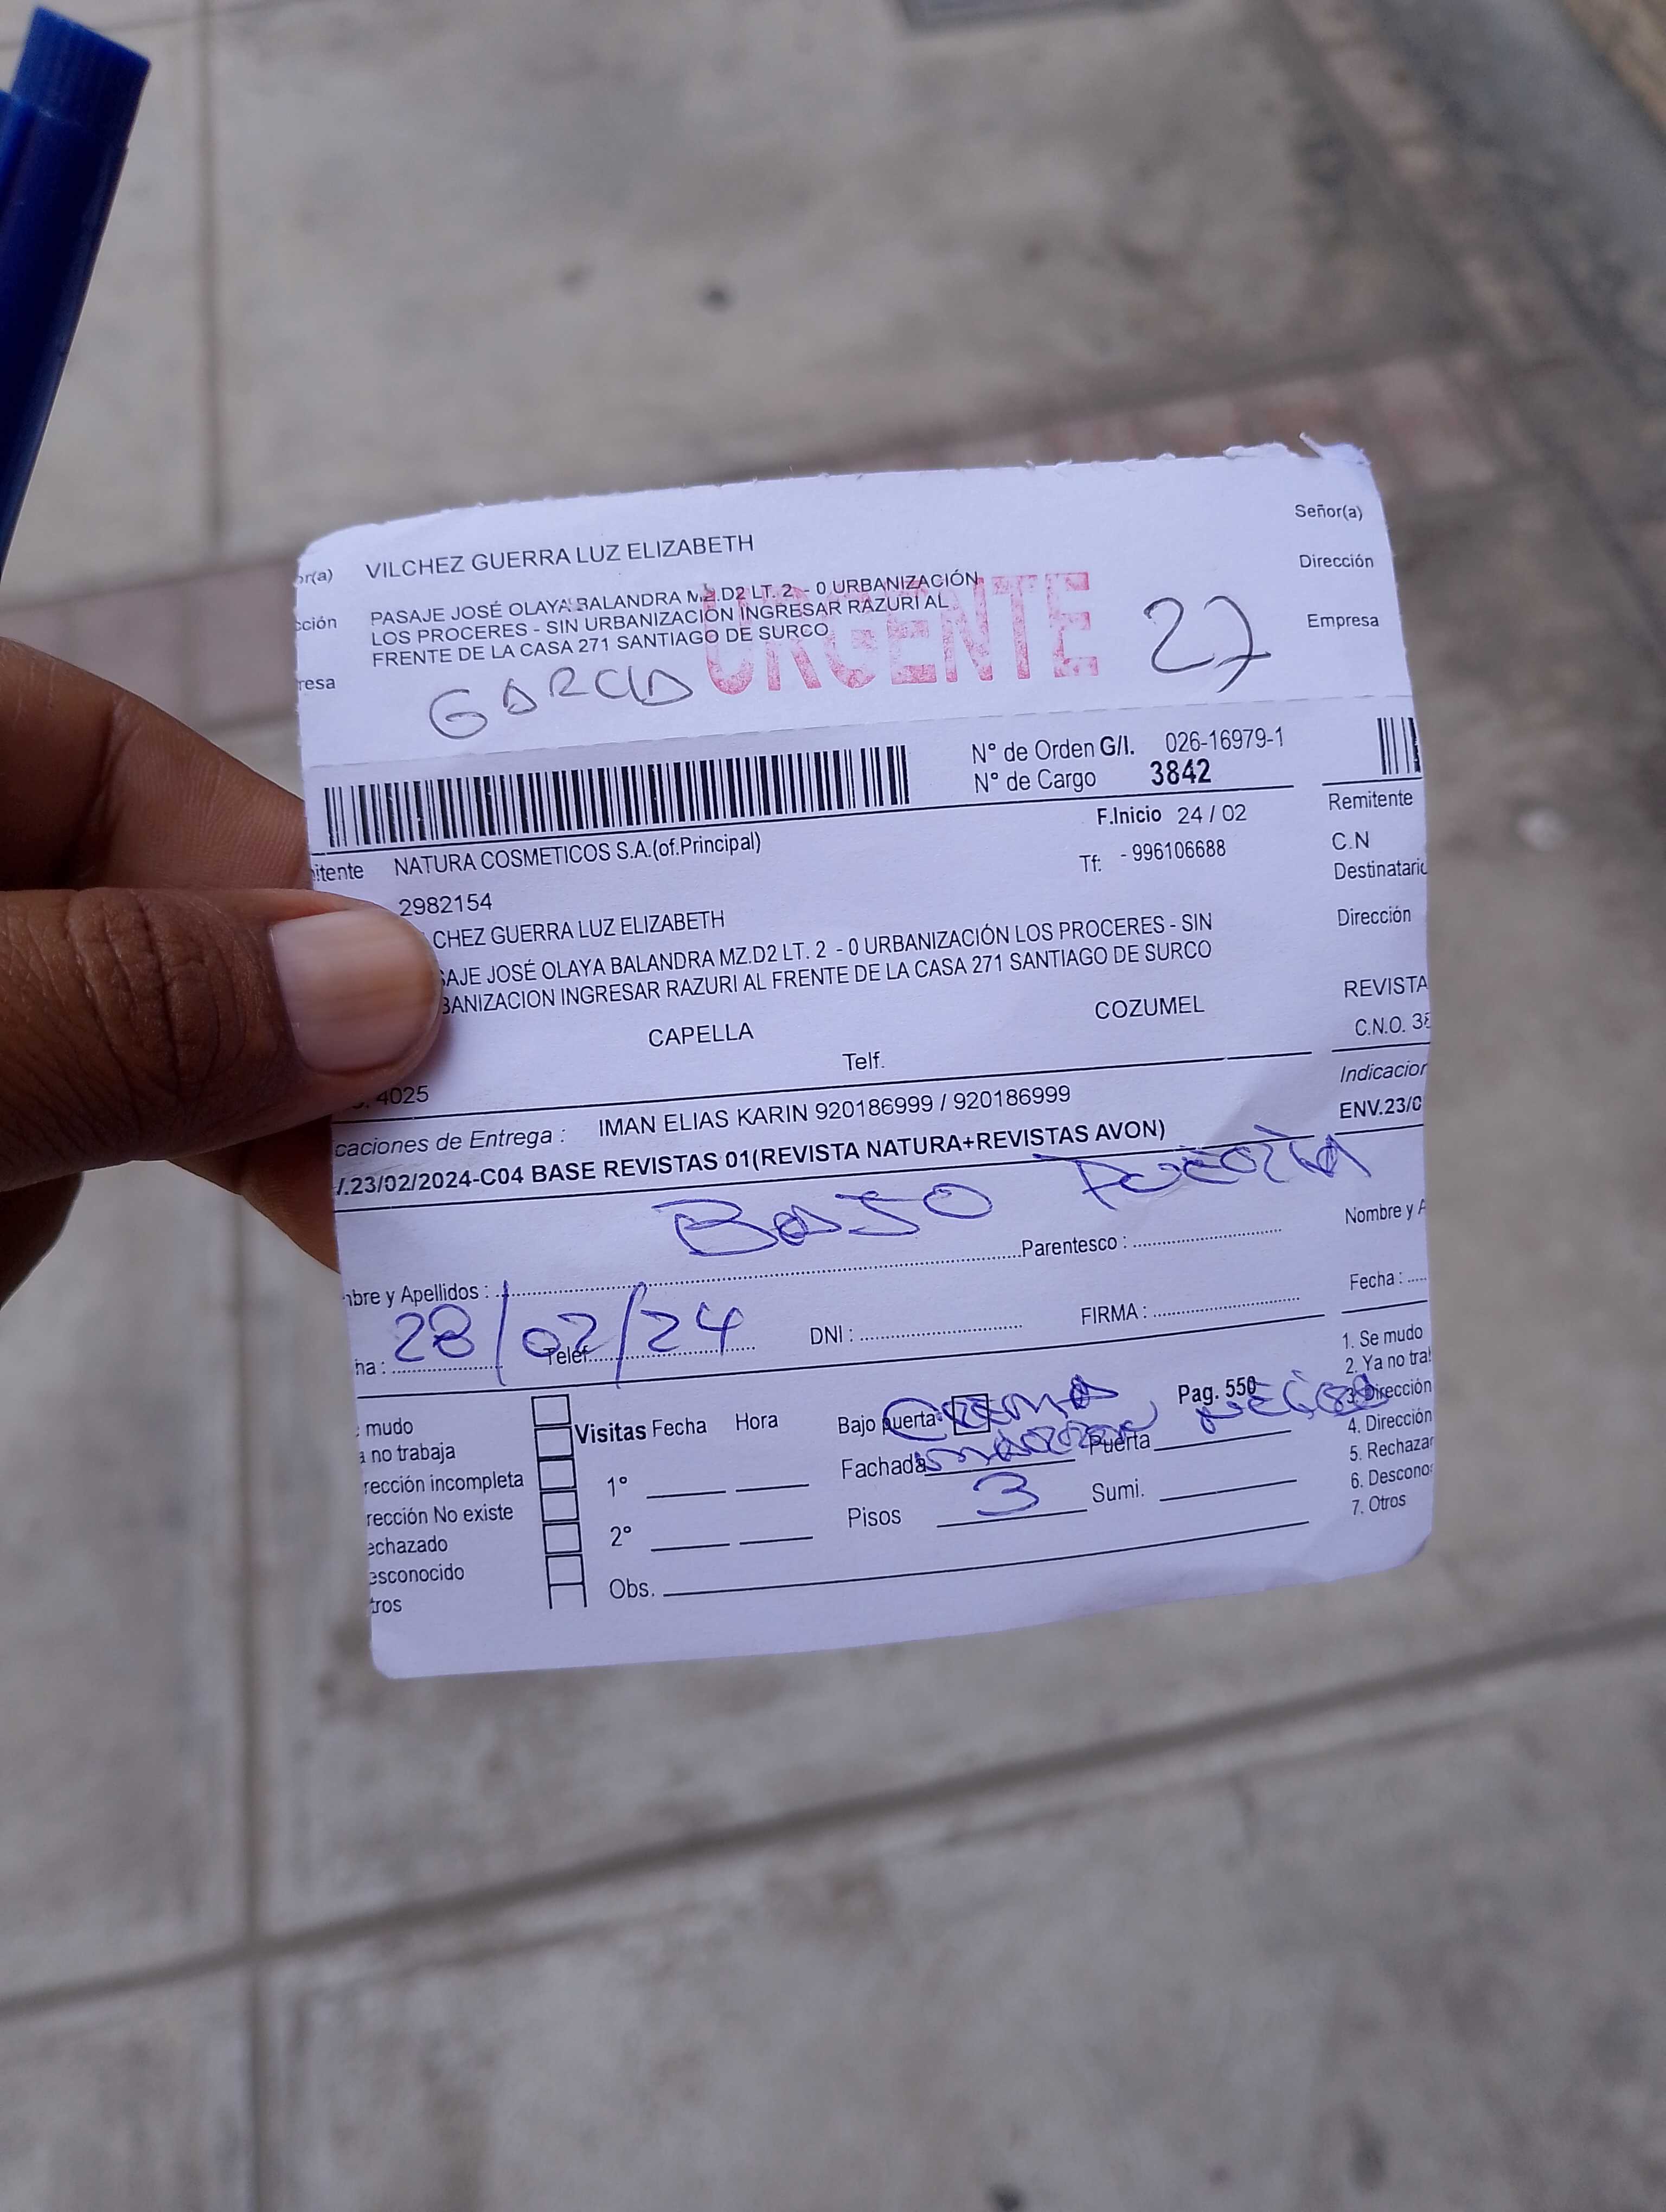 or(a) VILCHEZ GUERRA LUZ ELIZABETH
Señor(a)
cción PASAJE JOSÉ OLAYA BALANDRA MZ.D2 LT. 2 - 0 URBANIZACIÓN
LOS PROCERES - SIN URBANIZACIÓN INGRESAR RAZURI AL
FRENTE DE LA CASA 271 SANTIAGO DE SURCO
Dirección
resa
Empresa
URGENTE
GARCIA
27
N° de Orden G/I. 026-16979-1
N° de Cargo 3842
F.Inicio 24 / 02
itente NATURA COSMETICOS S.A.(of.Principal)
Tf: - 996106688
2982154
CHEZ GUERRA LUZ ELIZABETH
SAJE JOSÉ OLAYA BALANDRA MZ.D2 LT. 2 - 0 URBANIZACIÓN LOS PROCERES - SIN
BANIZACION INGRESAR RAZURI AL FRENTE DE LA CASA 271 SANTIAGO DE SURCO
CAPELLA COZUMEL
Telf.
4025
caciones de Entrega : IMAN ELIAS KARIN 920186999 / 920186999
/.23/02/2024-C04 BASE REVISTAS 01(REVISTA NATURA+REVISTAS AVON)
BAJO PUERTA
mbre y Apellidos : Parentesco :
ha : 28/02/24 Telef. DNI : FIRMA :
mudo
a no trabaja
rección incompleta
rección No existe
echazado
esconocido
tros
Visitas Fecha Hora
1°
2°
Obs.
Bajo puerta CREMA Pag. 550
Fachada Puerta
Pisos 3 Sumi.
Remitente
C.N
Destinatario
Dirección
REVISTA
C.N.O. 38
Indicacion
ENV.23/0
Nombre y A
Fecha :
1. Se mudo
2. Ya no tra
3. Dirección
4. Dirección
5. Rechazar
6. Descono
7. Otros